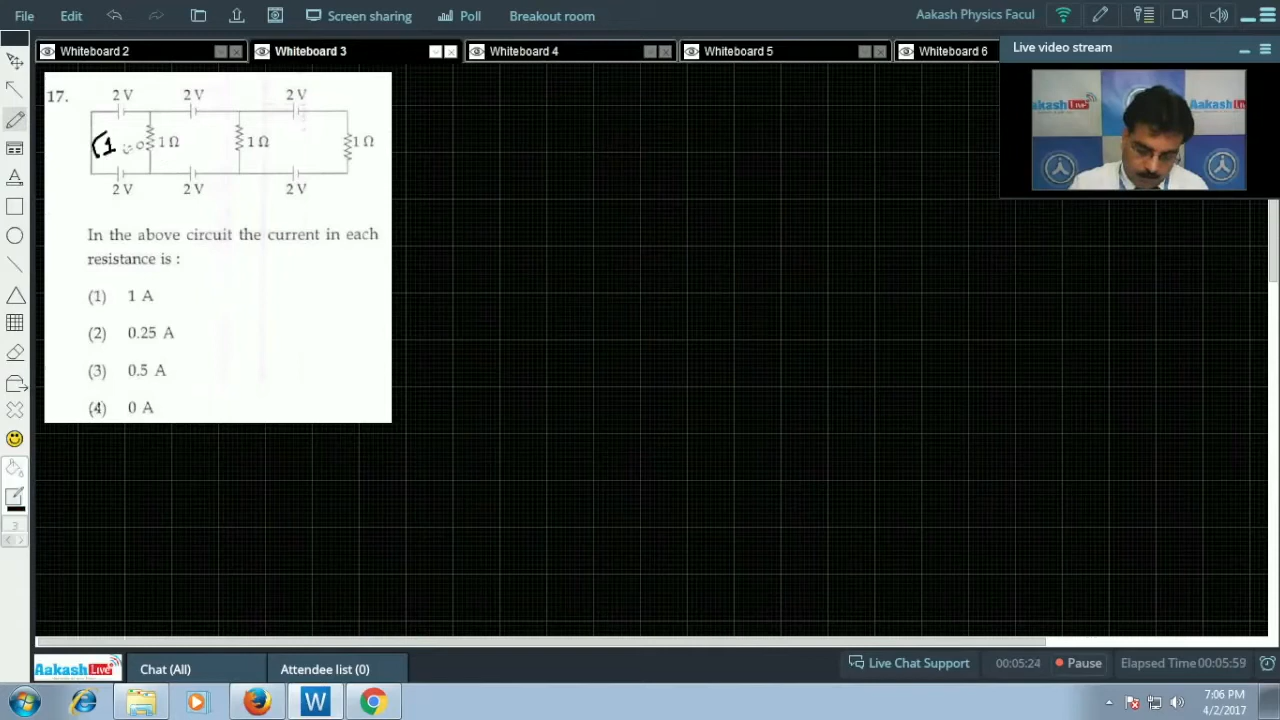 File Edit Screen sharing Poll Breakout room Aakash Physics Facul
Whiteboard 2 Whiteboard 3 Whiteboard 4 Whiteboard 5 Whiteboard 6
Live video stream
17.
2 V 2 V 2 V
1 Ω 1 Ω 1 Ω
2 V 2 V 2 V
In the above circuit the current in each
resistance is :
(1) 1 A
(2) 0.25 A
(3) 0.5 A
(4) 0 A
3
Aakash Live Chat (All) Attendee list (0) Live Chat Support 00:05:24 Pause Elapsed Time 00:05:59
7:06 PM
4/2/2017